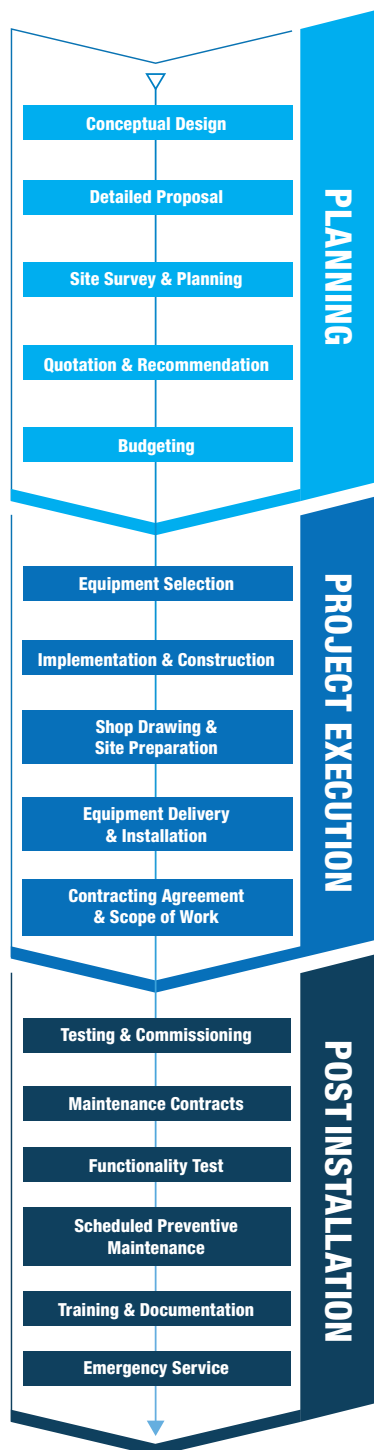 PLANNING
Conceptual Design
Detailed Proposal
Site Survey & Planning
Quotation & Recommendation
Budgeting
PROJECT EXECUTION
Equipment Selection
Implementation & Construction
Shop Drawing &
Site Preparation
Equipment Delivery
& Installation
Contracting Agreement
& Scope of Work
POST INSTALLATION
Testing & Commissioning
Maintenance Contracts
Functionality Test
Scheduled Preventive
Maintenance
Training & Documentation
Emergency Service